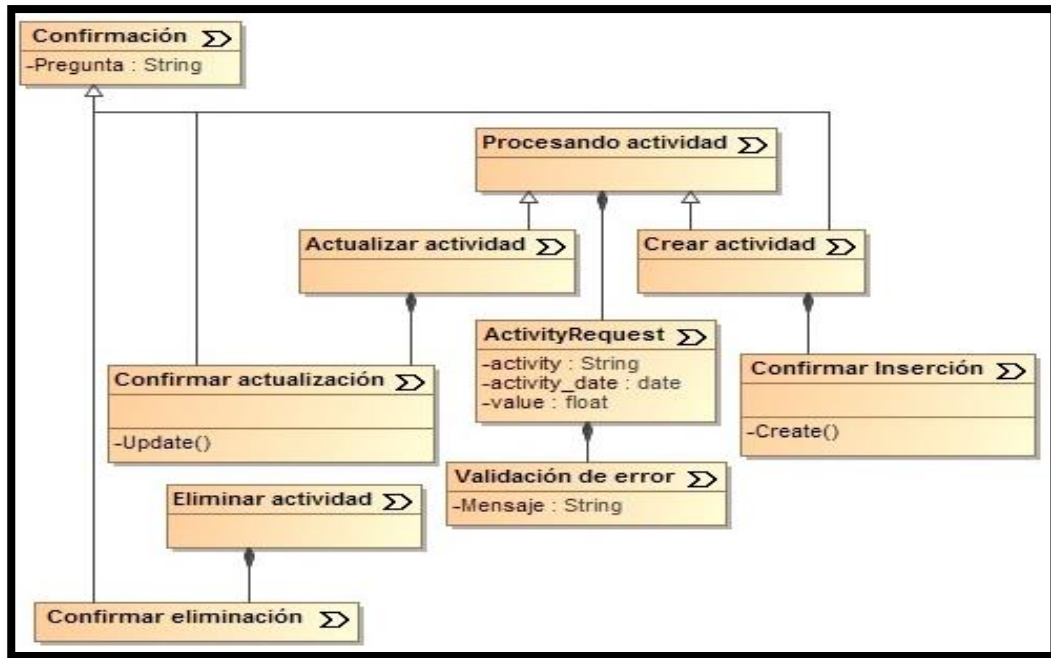 Confirmación
-Pregunta : String
Procesando actividad
Actualizar actividad
Crear actividad
ActivityRequest
-activity : String
-activity_date : date
-value : float
Confirmar actualización
-Update()
Confirmar Inserción
-Create()
Validación de error
-Mensaje : String
Eliminar actividad
Confirmar eliminación